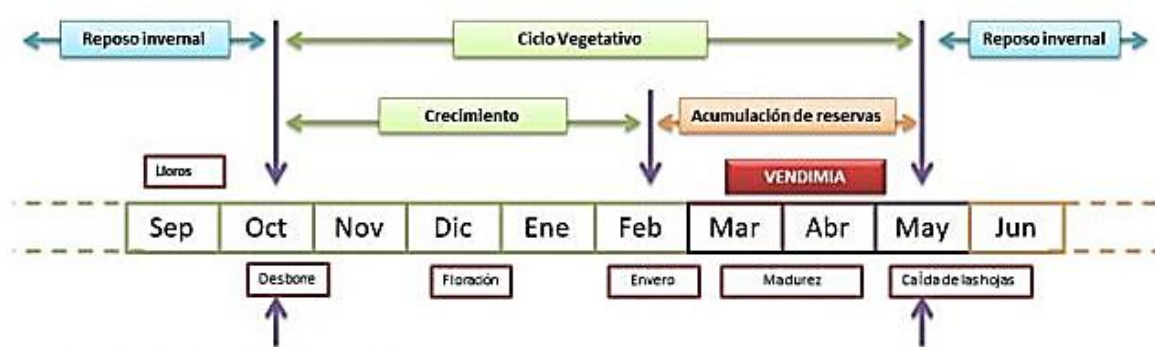 Reposo invernal
Ciclo Vegetativo
Reposo invernal
Crecimiento
Acumulación de reservas
Lloros
VENDIMIA
Sep Oct Nov Dic Ene Feb Mar Abr May Jun
Desborre Floración Envero Madurez Caída de las hojas